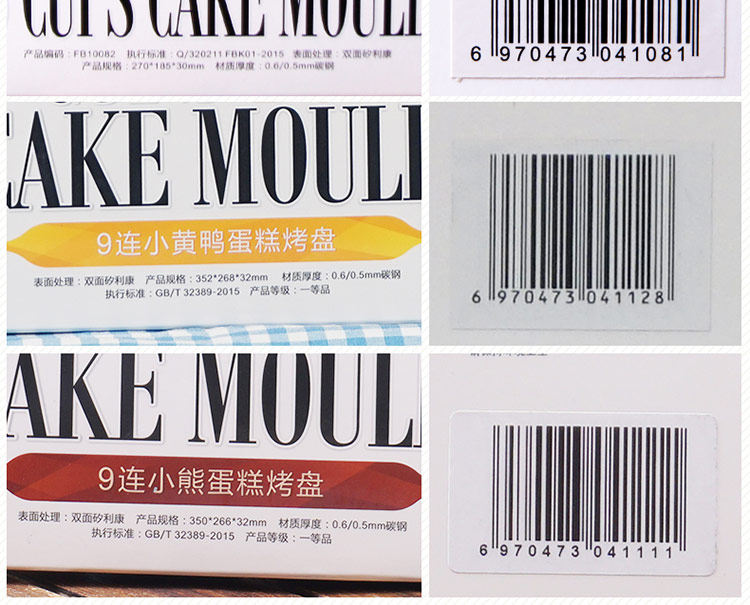 CUPS CAKE MOUL
产品编码：FB10082 执行标准：Q/320211 FBK01-2015 表面处理：双面矽利康
产品规格：270*185*30mm 材质厚度：0.6/0.5mm碳钢
6 970473 041081
CAKE MOUL
9连小黄鸭蛋糕烤盘
表面处理：双面矽利康 产品规格：352*268*32mm 材质厚度：0.6/0.5mm碳钢
执行标准：GB/T 32389-2015 产品等级：一等品
6 970473 041128
AKE MOUL
9连小熊蛋糕烤盘
表面处理：双面矽利康 产品规格：350*266*32mm 材质厚度：0.6/0.5mm碳钢
执行标准：GB/T 32389-2015 产品等级：一等品
6 970473 041111